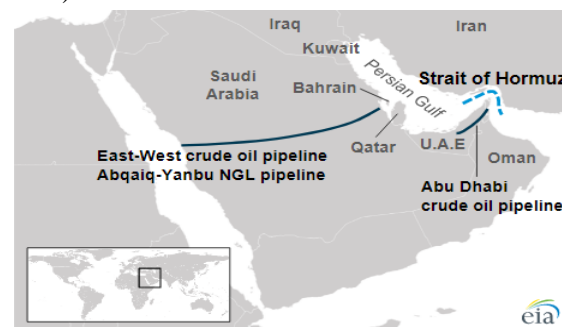 Iraq
Iran
Kuwait
Persian Gulf
Strait of Hormuz
Saudi
Arabia
Bahrain
Qatar
U.A.E
Oman
East-West crude oil pipeline
Abqaiq-Yanbu NGL pipeline
Abu Dhabi
crude oil pipeline
eia